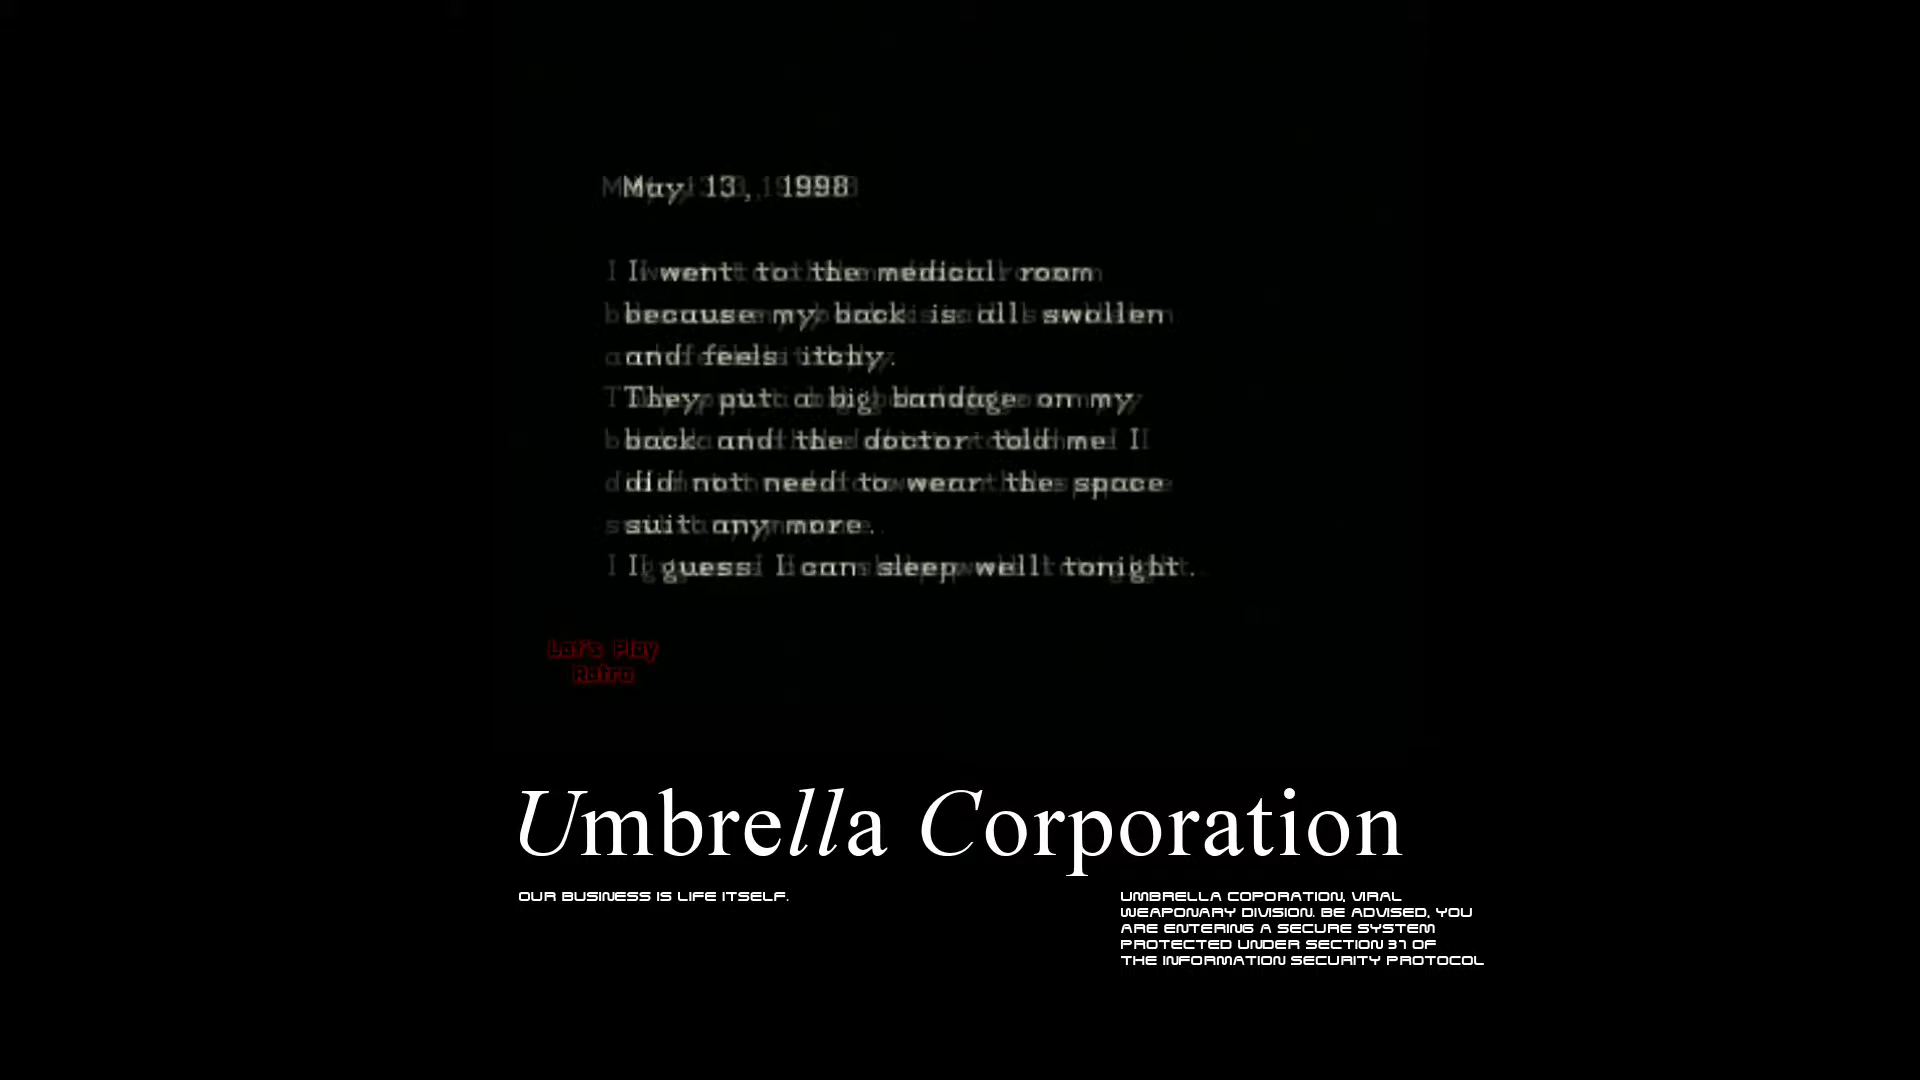 May 13, 1998
I went to the medical room
because my back is all swollen
and feels itchy.
They put a big bandage on my
back and the doctor told me I
did not need to wear the space
suit any more.
I guess I can sleep well tonight.
Let's Play
Retro
Umbrella Corporation
OUR BUSINESS IS LIFE ITSELF.
UMBRELLA COPORATION, VIRAL
WEAPONARY DIVISION. BE ADVISED, YOU
ARE ENTERING A SECURE SYSTEM
PROTECTED UNDER SECTION 37 OF
THE INFORMATION SECURITY PROTOCOL